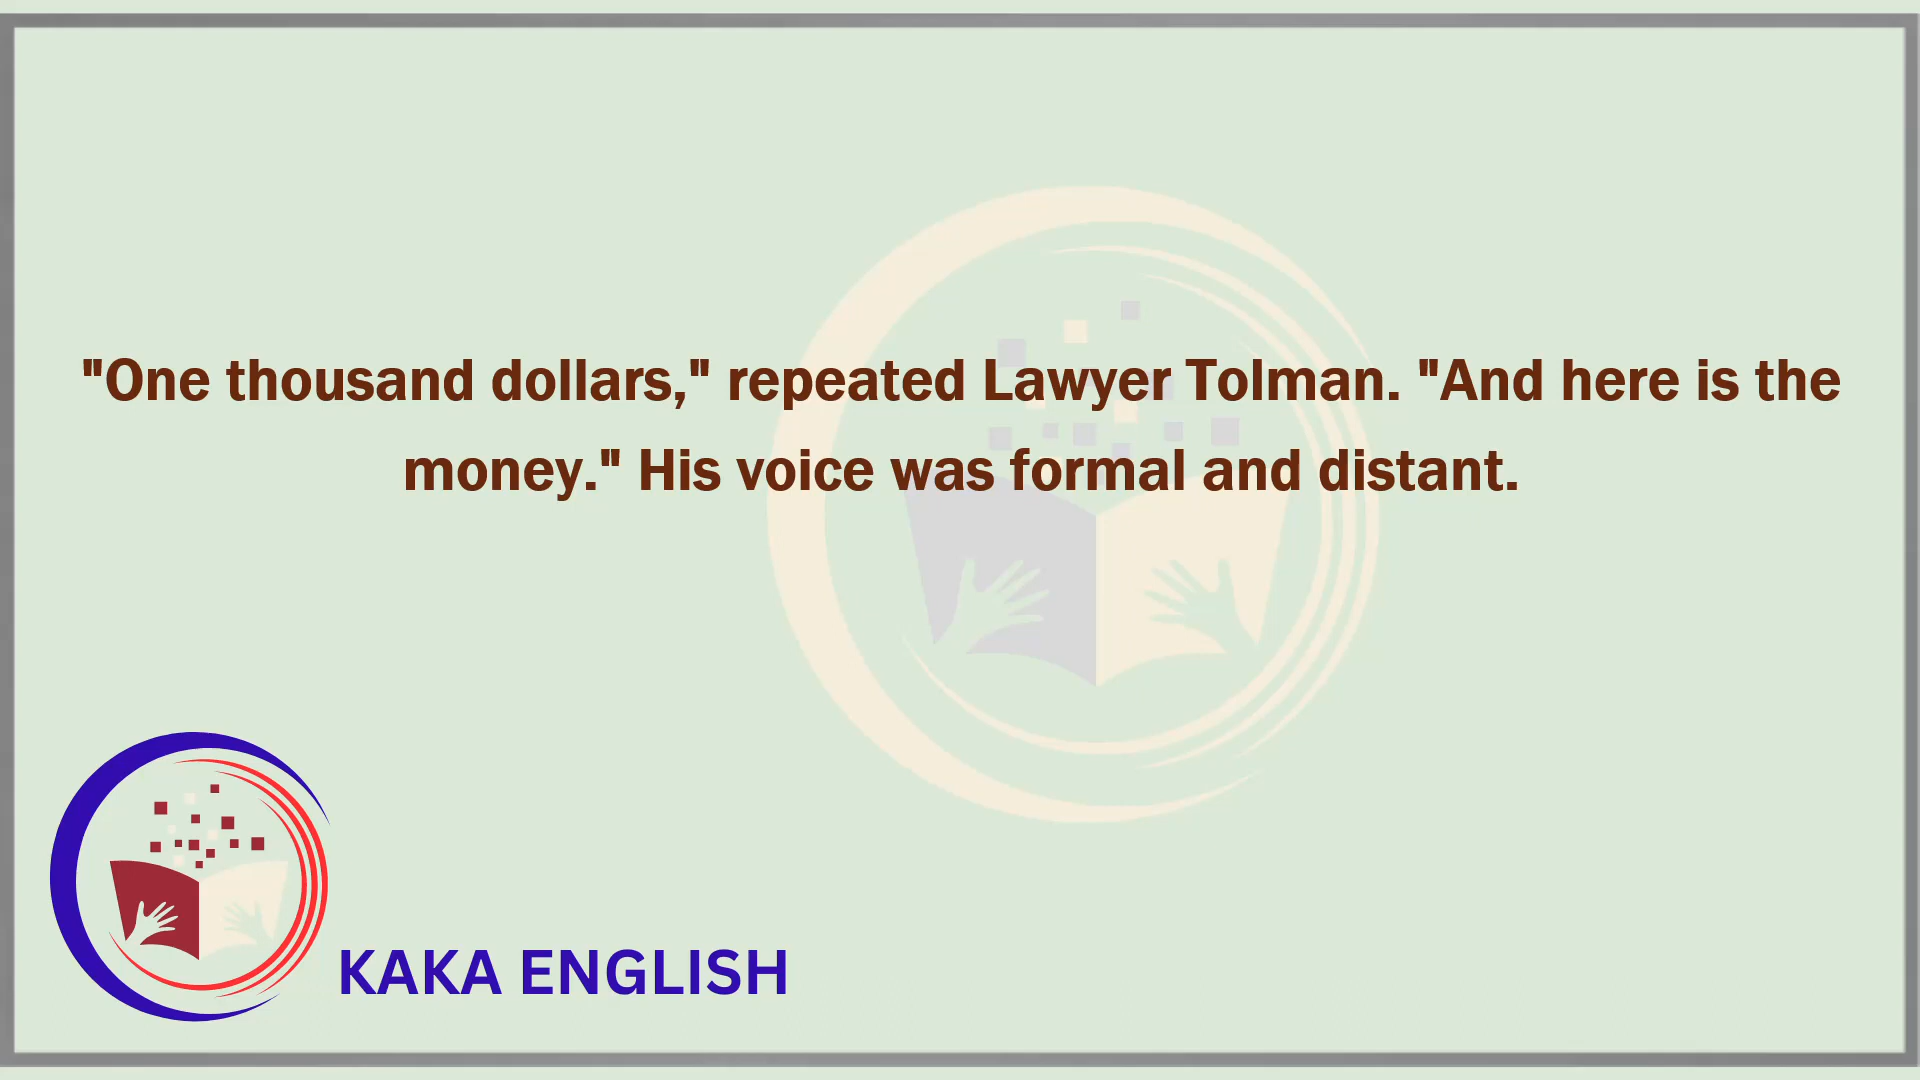 "One thousand dollars," repeated Lawyer Tolman. "And here is the
money." His voice was formal and distant.
KAKA ENGLISH